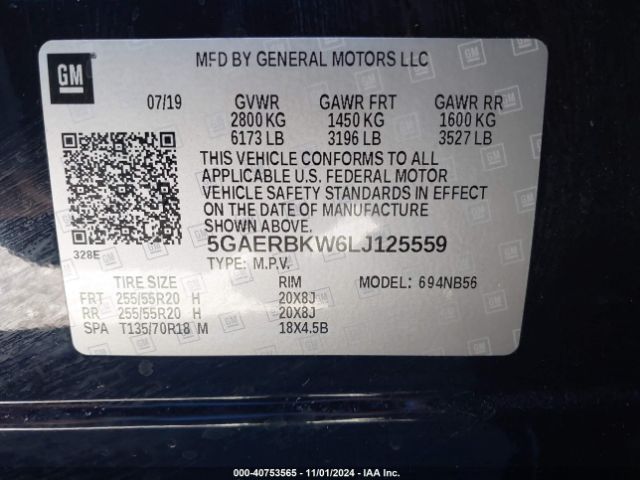 GM
MFD BY GENERAL MOTORS LLC
07/19 GVWR GAWR FRT GAWR RR
2800 KG 1450 KG 1600 KG
6173 LB 3196 LB 3527 LB
THIS VEHICLE CONFORMS TO ALL
APPLICABLE U.S. FEDERAL MOTOR
VEHICLE SAFETY STANDARDS IN EFFECT
ON THE DATE OF MANUFACTURE
SHOWN ABOVE.
328E
5GAERBKW6LJ125559
TYPE: M.P.V.
TIRE SIZE RIM MODEL: 694NB56
FRT 255/55R20 H 20X8J
RR 255/55R20 H 20X8J
SPA T135/70R18 M 18X4.5B
000-40753565 - 11/01/2024 - IAA Inc.